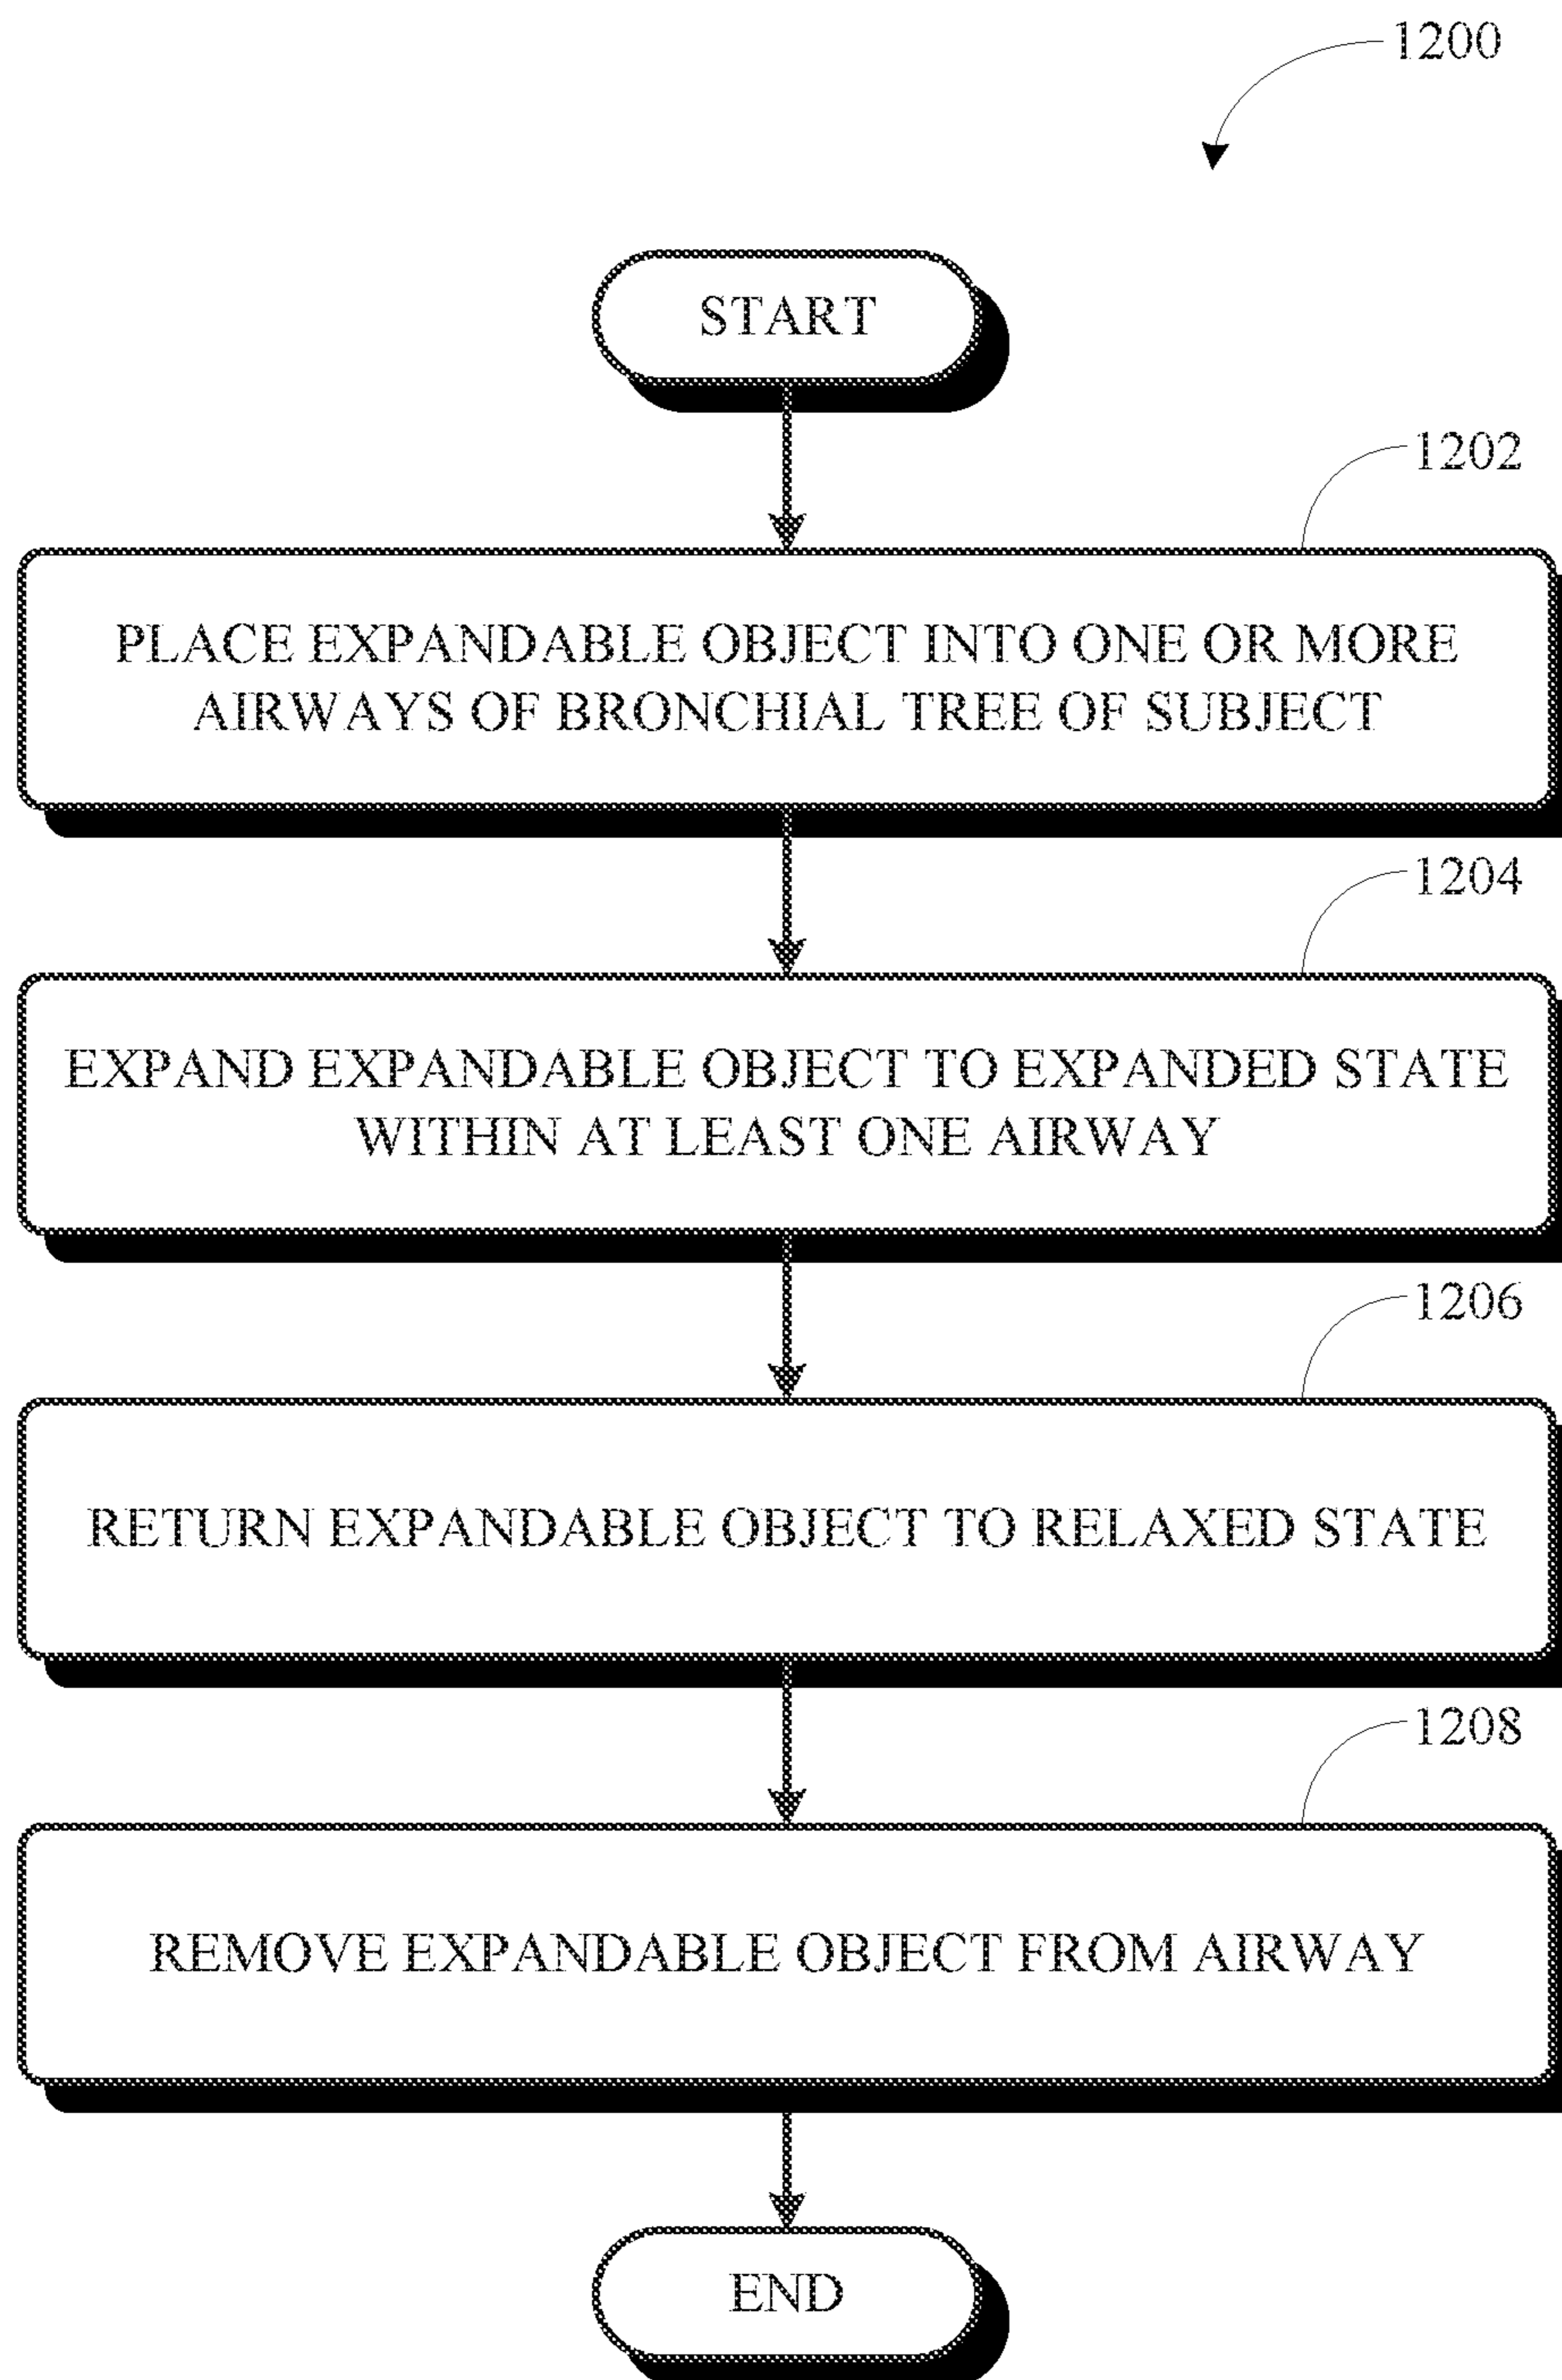 1200
START
1202
PLACE EXPANDABLE OBJECT INTO ONE OR MORE
AIRWAYS OF BRONCHIAL TREE OF SUBJECT
1204
EXPAND EXPANDABLE OBJECT TO EXPANDED STATE
WITHIN AT LEAST ONE AIRWAY
1206
RETURN EXPANDABLE OBJECT TO RELAXED STATE
1208
REMOVE EXPANDABLE OBJECT FROM AIRWAY
END